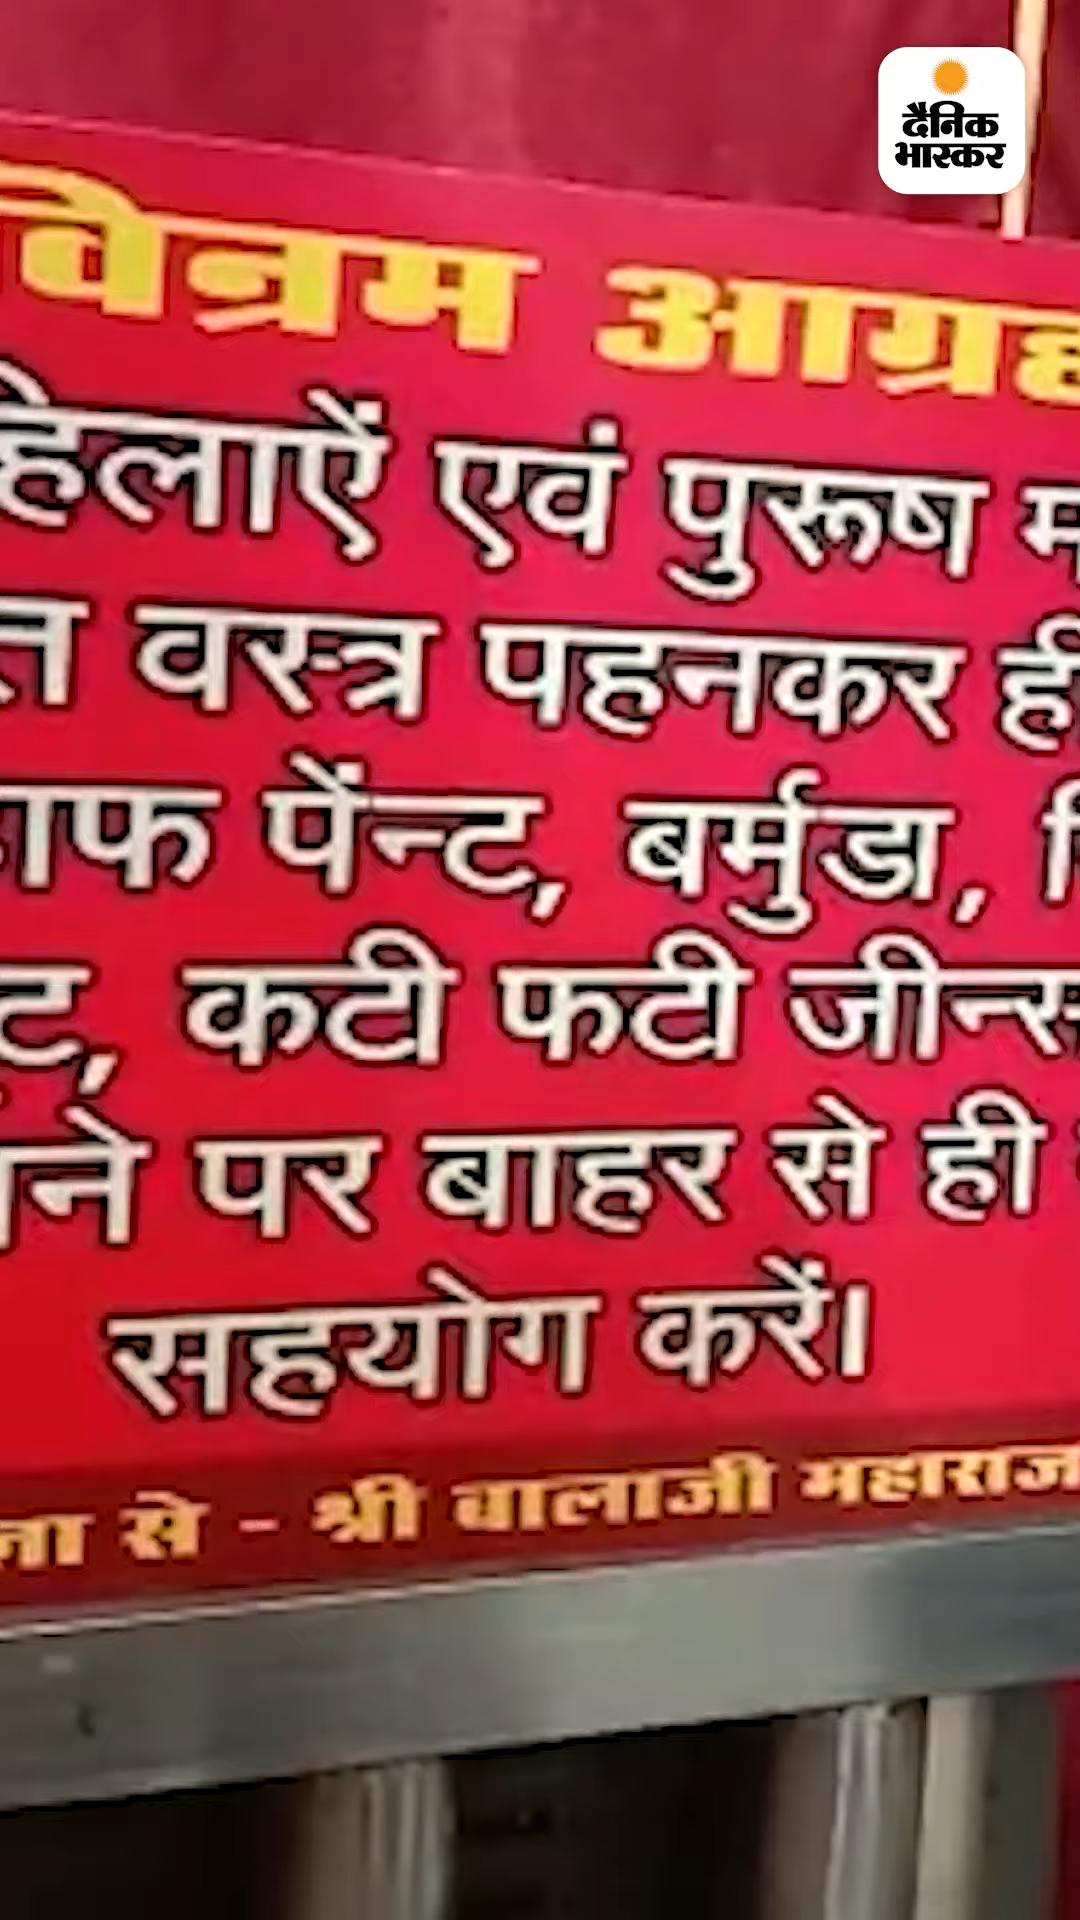 दैनिक
भास्कर
विनम्र आग्रह
हिलाऐं एवं पुरूष म
त वस्त्र पहनकर ही
ाफ पेंन्ट, बर्मुडा,
ट, कटी फटी जीन्स
ने पर बाहर से ही
सहयोग करें।
से - श्री बालाजी महाराज